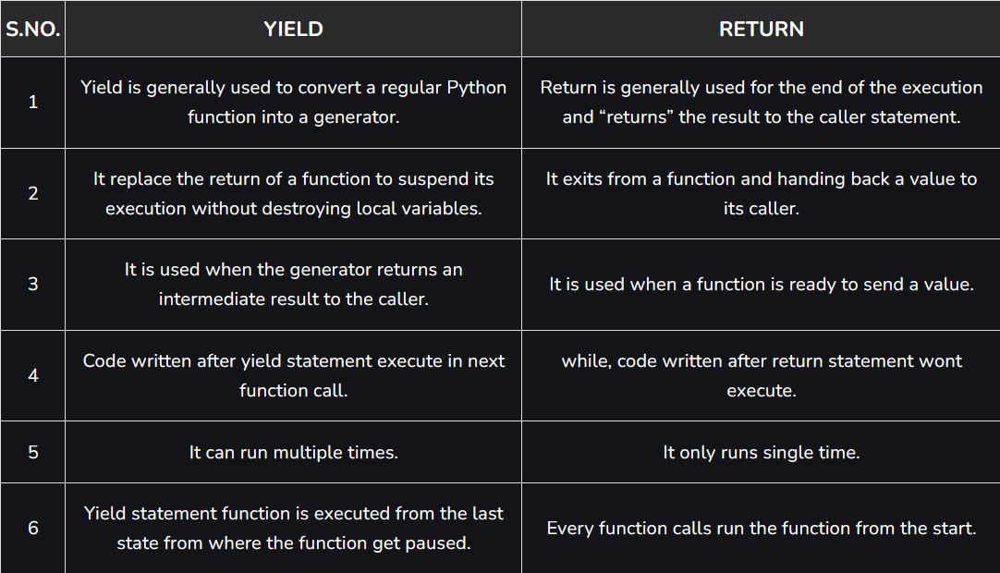 S.NO. YIELD RETURN
1
Yield is generally used to convert a regular Python
function into a generator.
Return is generally used for the end of the execution
and “returns” the result to the caller statement.
2
It replace the return of a function to suspend its
execution without destroying local variables.
It exits from a function and handing back a value to
its caller.
3
It is used when the generator returns an
intermediate result to the caller.
It is used when a function is ready to send a value.
4
Code written after yield statement execute in next
function call.
while, code written after return statement wont
execute.
5
It can run multiple times.
It only runs single time.
6
Yield statement function is executed from the last
state from where the function get paused.
Every function calls run the function from the start.